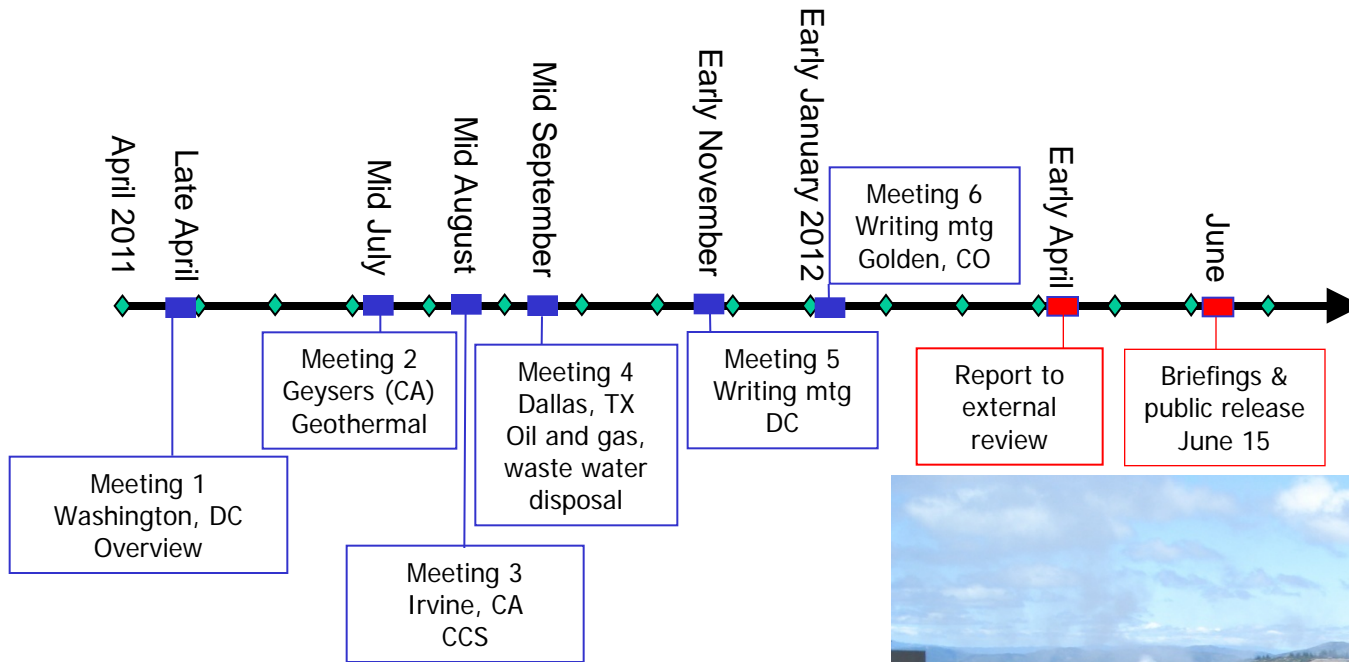 April 2011
Late April
Mid July
Mid August
Mid September
Early November
Early January 2012
Early April
June
Meeting 1
Washington, DC
Overview
Meeting 2
Geysers (CA)
Geothermal
Meeting 3
Irvine, CA
CCS
Meeting 4
Dallas, TX
Oil and gas,
waste water
disposal
Meeting 5
Writing mtg
DC
Meeting 6
Writing mtg
Golden, CO
Report to
external
review
Briefings &
public release
June 15